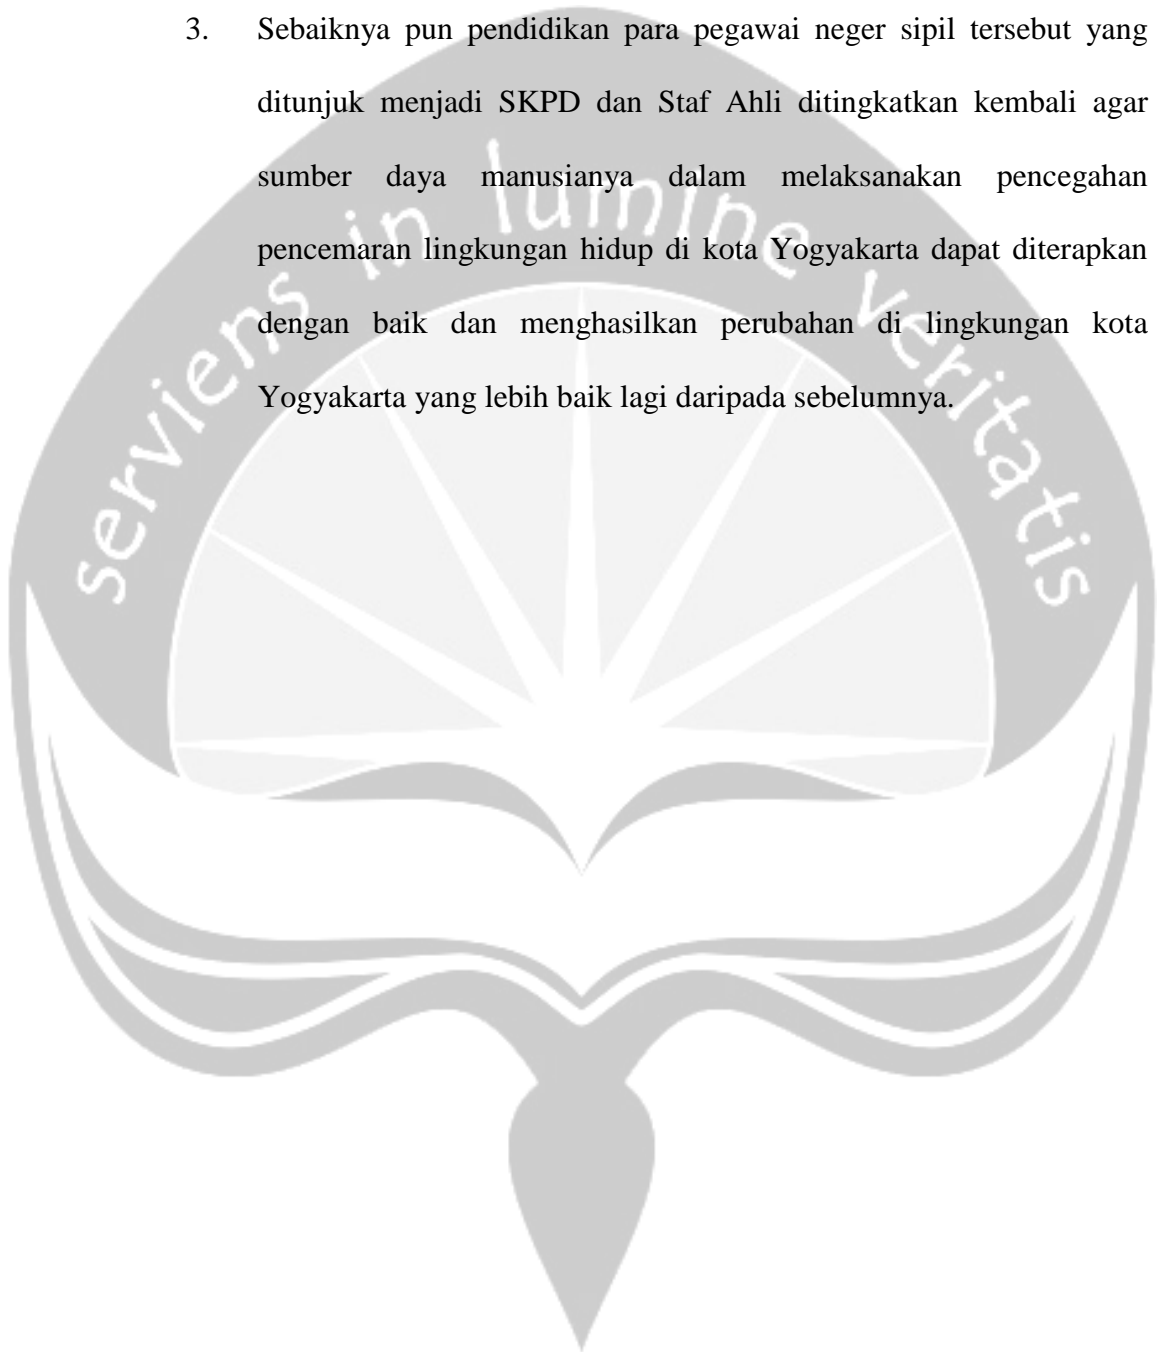 3. Sebaiknya pun pendidikan para pegawai neger sipil tersebut yang
ditunjuk menjadi SKPD dan Staf Ahli ditingkatkan kembali agar
sumber daya manusianya dalam melaksanakan pencegahan
pencemaran lingkungan hidup di kota Yogyakarta dapat diterapkan
dengan baik dan menghasilkan perubahan di lingkungan kota
Yogyakarta yang lebih baik lagi daripada sebelumnya.
serviens in lumine veritatis